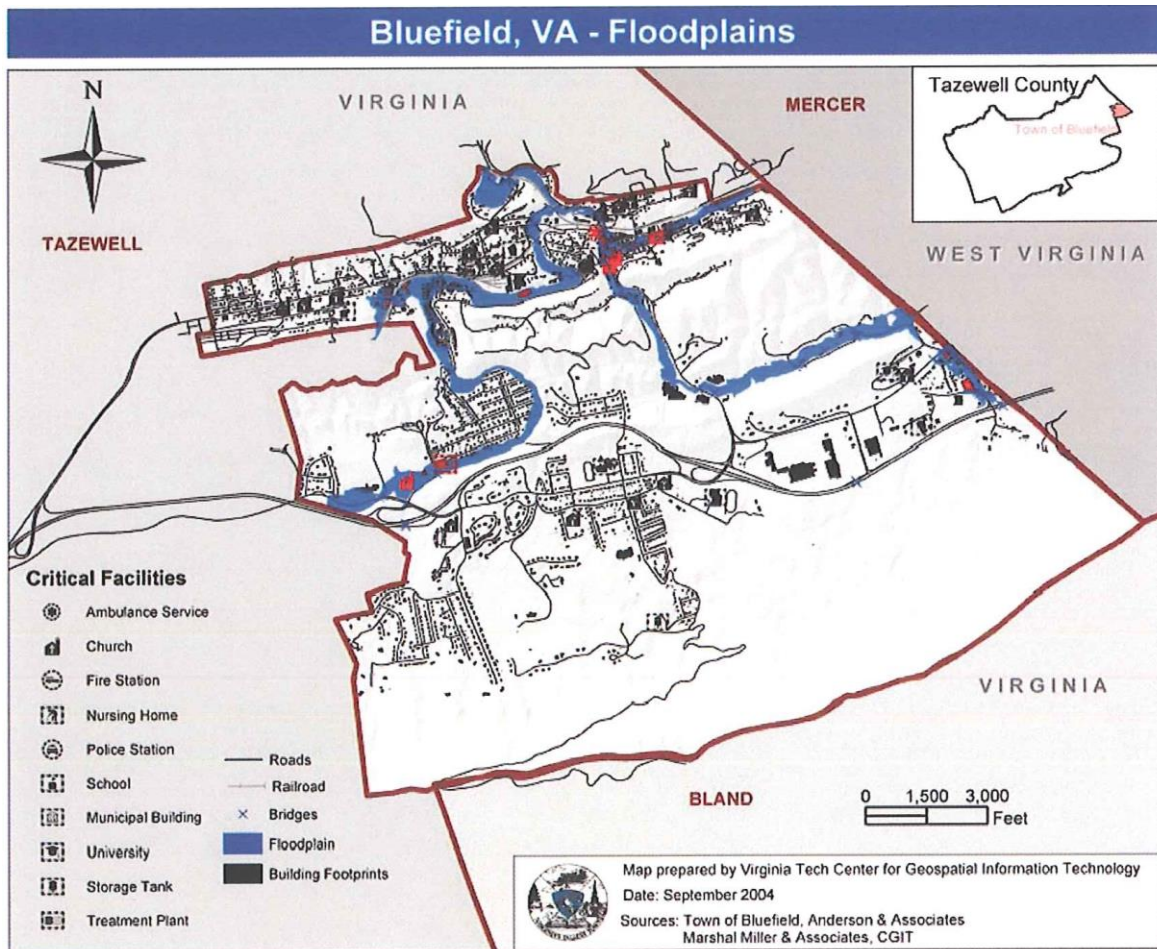 Bluefield, VA - Floodplains
N
VIRGINIA
MERCER
Tazewell County
Town of Bluefield
TAZEWELL
WEST VIRGINIA
Critical Facilities
Ambulance Service
Church
Fire Station
Nursing Home
Police Station
School
Municipal Building
University
Storage Tank
Treatment Plant
Roads
Railroad
Bridges
Floodplain
Building Footprints
VIRGINIA
BLAND
0 1,500 3,000
Feet
Map prepared by Virginia Tech Center for Geospatial Information Technology
Date: September 2004
Sources: Town of Bluefield, Anderson & Associates
Marshal Miller & Associates, CGIT